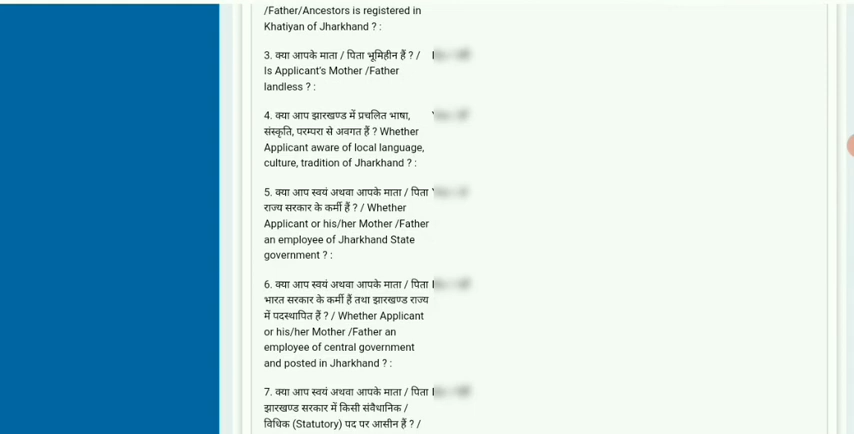 /Father/Ancestors is registered in
Khatiyan of Jharkhand ? :
3. क्या आपके माता / पिता भूमिहीन हैं ? /
Is Applicant's Mother /Father
landless ? :
4. क्या आप झारखण्ड में प्रचलित भाषा,
संस्कृति, परम्परा से अवगत हैं ? Whether
Applicant aware of local language,
culture, tradition of Jharkhand ? :
5. क्या आप स्वयं अथवा आपके माता / पिता
राज्य सरकार के कर्मी हैं ? / Whether
Applicant or his/her Mother /Father
an employee of Jharkhand State
government ? :
6. क्या आप स्वयं अथवा आपके माता / पिता
भारत सरकार के कर्मी हैं तथा झारखण्ड राज्य
में पदस्थापित हैं ? / Whether Applicant
or his/her Mother /Father an
employee of central government
and posted in Jharkhand ? :
7. क्या आप स्वयं अथवा आपके माता / पिता
झारखण्ड सरकार में किसी संवैधानिक /
विधिक (Statutory) पद पर आसीन हैं ? /